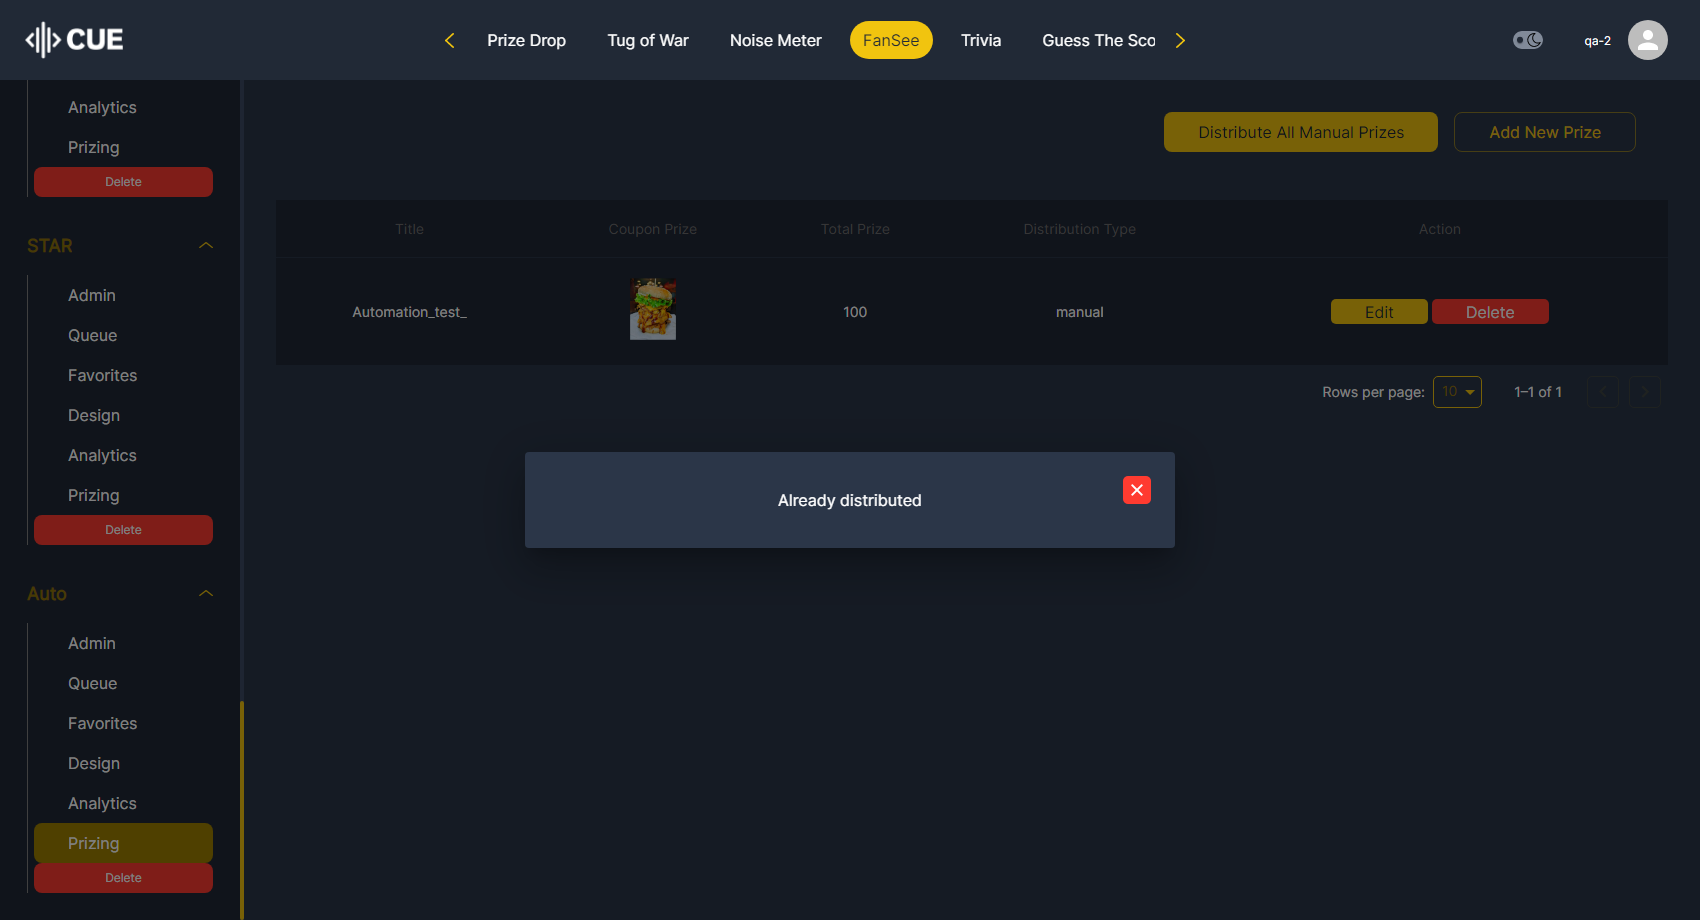 CUE
Prize Drop
Tug of War
Noise Meter
FanSee
Trivia
Guess The Sco
qa-2
Analytics
Prizing
Delete
STAR
Admin
Queue
Favorites
Design
Analytics
Prizing
Delete
Auto
Admin
Queue
Favorites
Design
Analytics
Prizing
Delete
Distribute All Manual Prizes
Add New Prize
Title Coupon Prize Total Prize Distribution Type Action
Automation_test_ 100 manual Edit Delete
Rows per page: 10 1–1 of 1
Already distributed